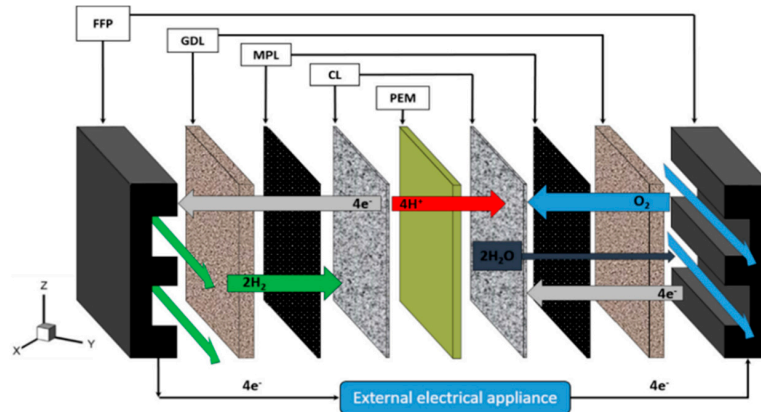 FFP
GDL
MPL
CL
PEM
4e-
4H+
O2
2H2
2H2O
4e-
Z
X
Y
4e-
External electrical appliance
4e-